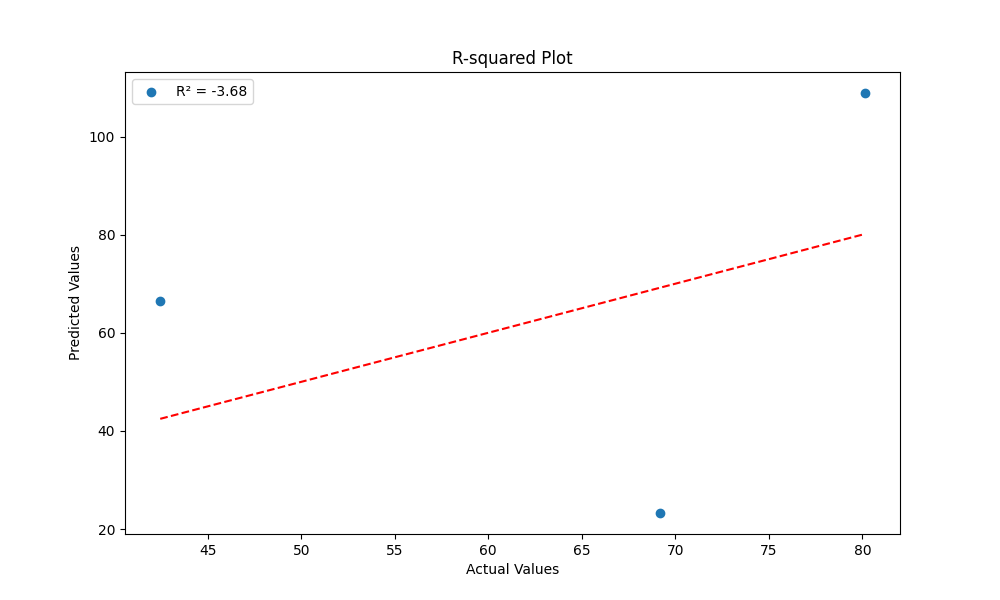 R-squared Plot
R² = -3.68
100
80
60
40
20
Predicted Values
45 50 55 60 65 70 75 80
Actual Values